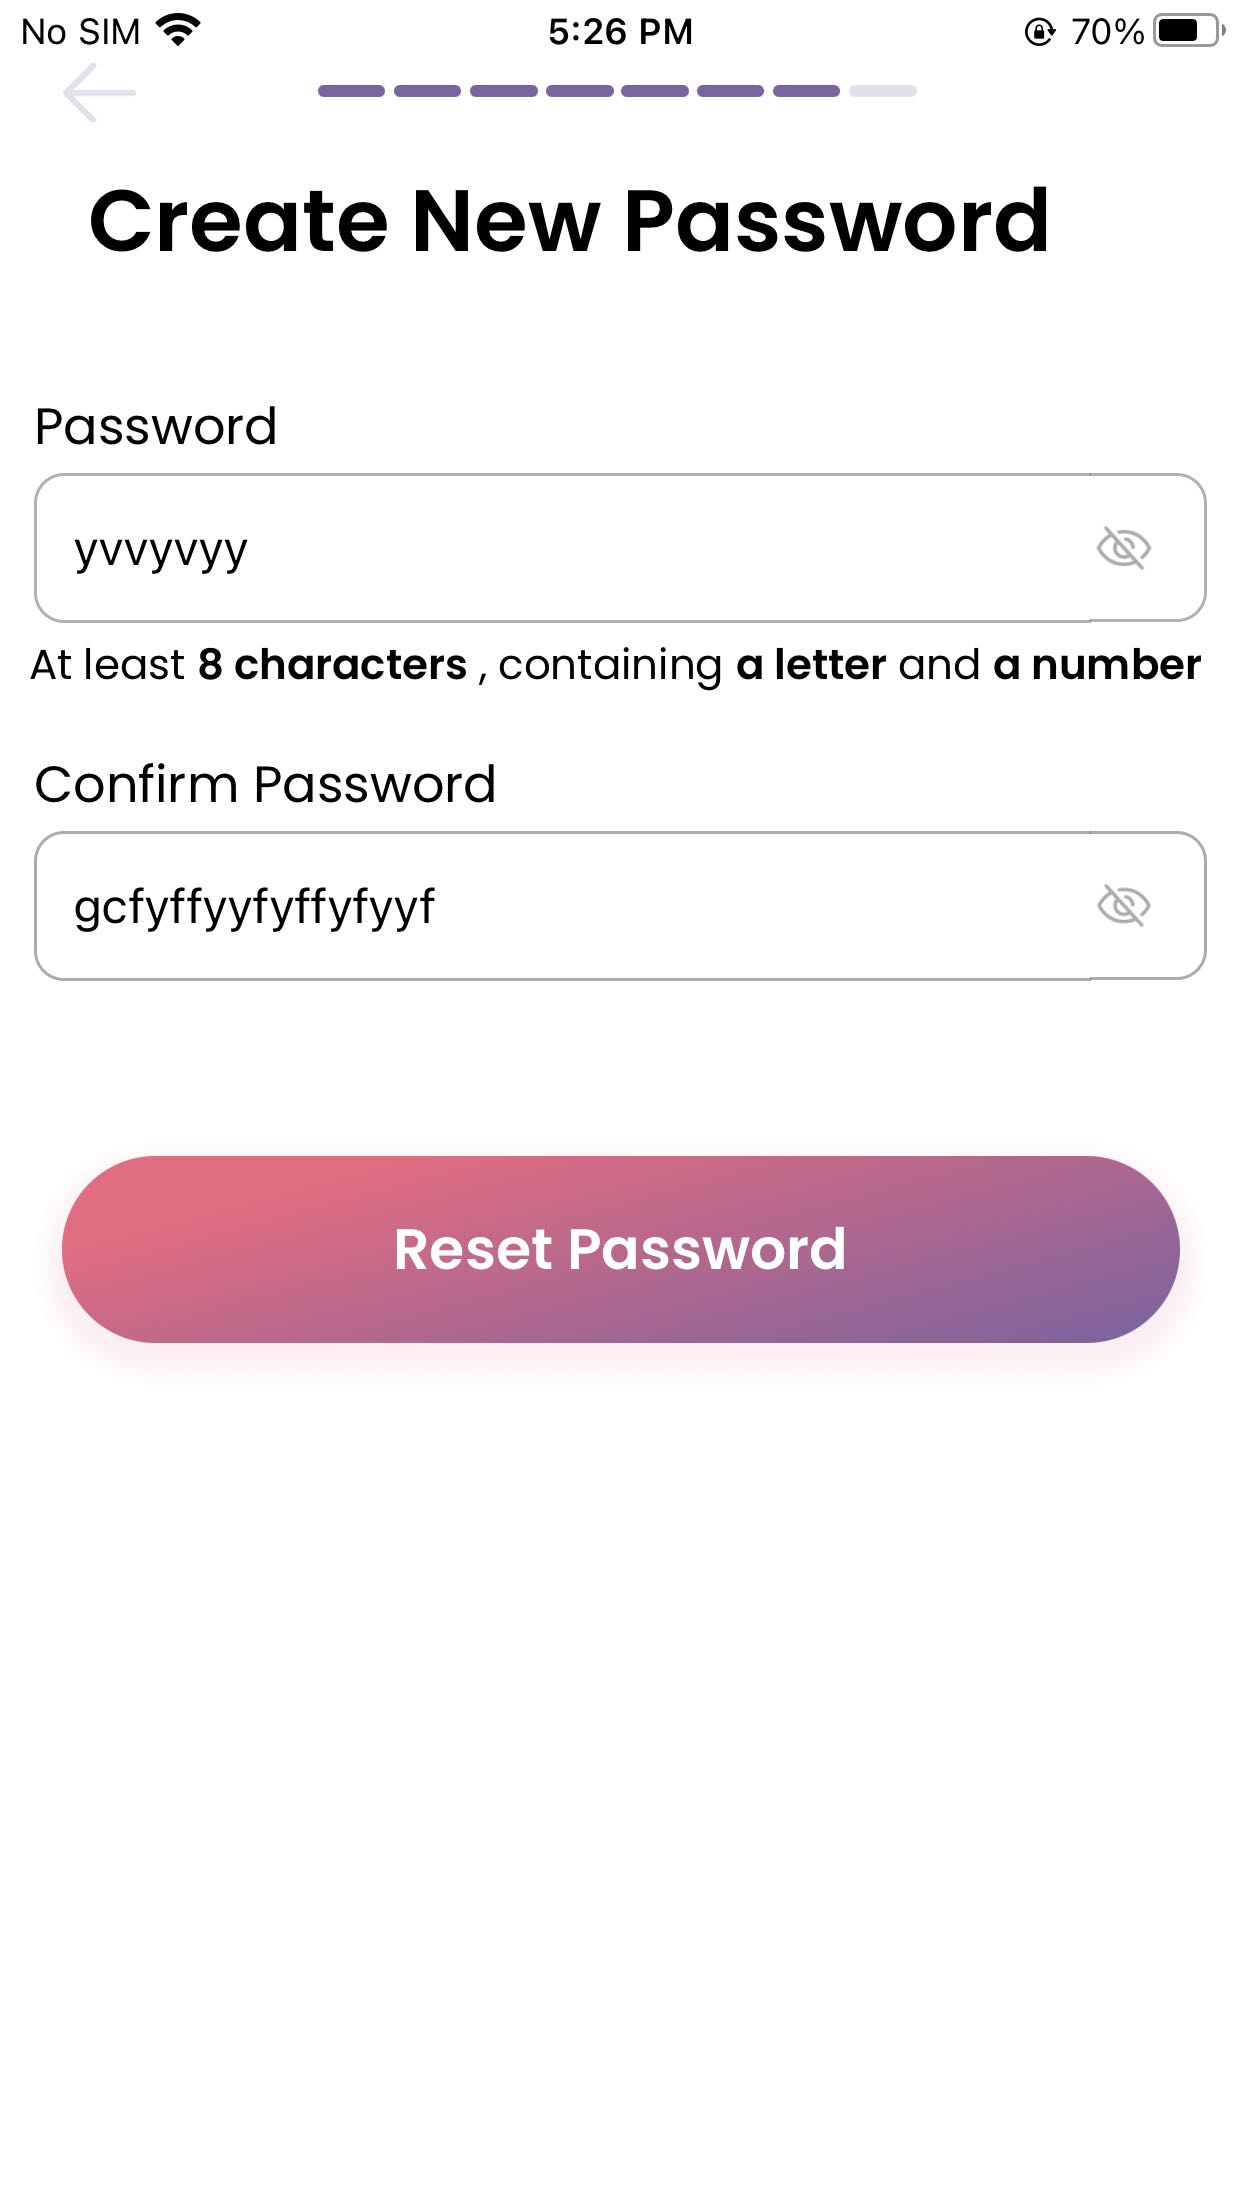 No SIM 5:26 PM 70%
Create New Password
Password
yvvyvyy
At least 8 characters , containing a letter and a number
Confirm Password
gcfyffyyfyffyfyyf
Reset Password